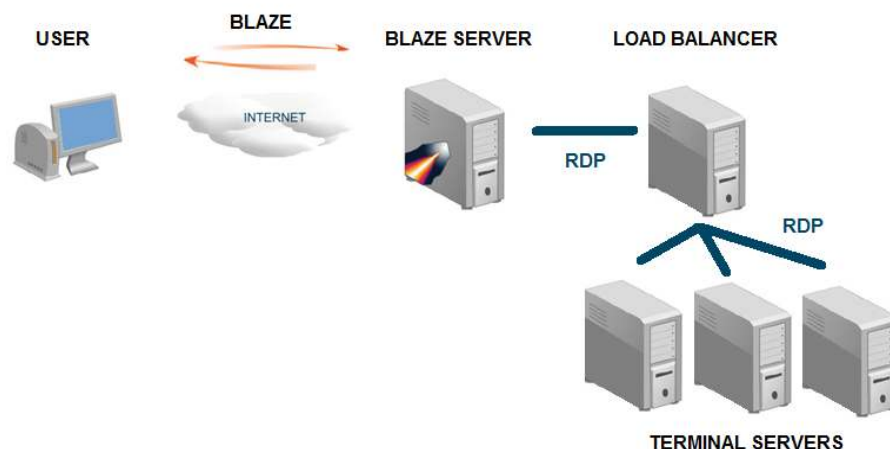 USER
BLAZE
BLAZE SERVER
LOAD BALANCER
INTERNET
RDP
RDP
TERMINAL SERVERS